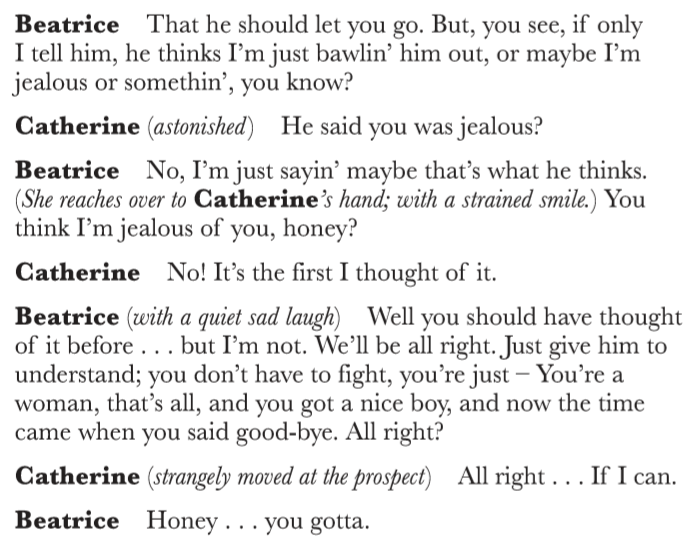 Beatrice That he should let you go. But, you see, if only
I tell him, he thinks I’m just bawlin’ him out, or maybe I’m
jealous or somethin’, you know?
Catherine (astonished) He said you was jealous?
Beatrice No, I’m just sayin’ maybe that’s what he thinks.
(She reaches over to Catherine’s hand; with a strained smile.) You
think I’m jealous of you, honey?
Catherine No! It’s the first I thought of it.
Beatrice (with a quiet sad laugh) Well you should have thought
of it before . . . but I’m not. We’ll be all right. Just give him to
understand; you don’t have to fight, you’re just – You’re a
woman, that’s all, and you got a nice boy, and now the time
came when you said good-bye. All right?
Catherine (strangely moved at the prospect) All right . . . If I can.
Beatrice Honey . . . you gotta.